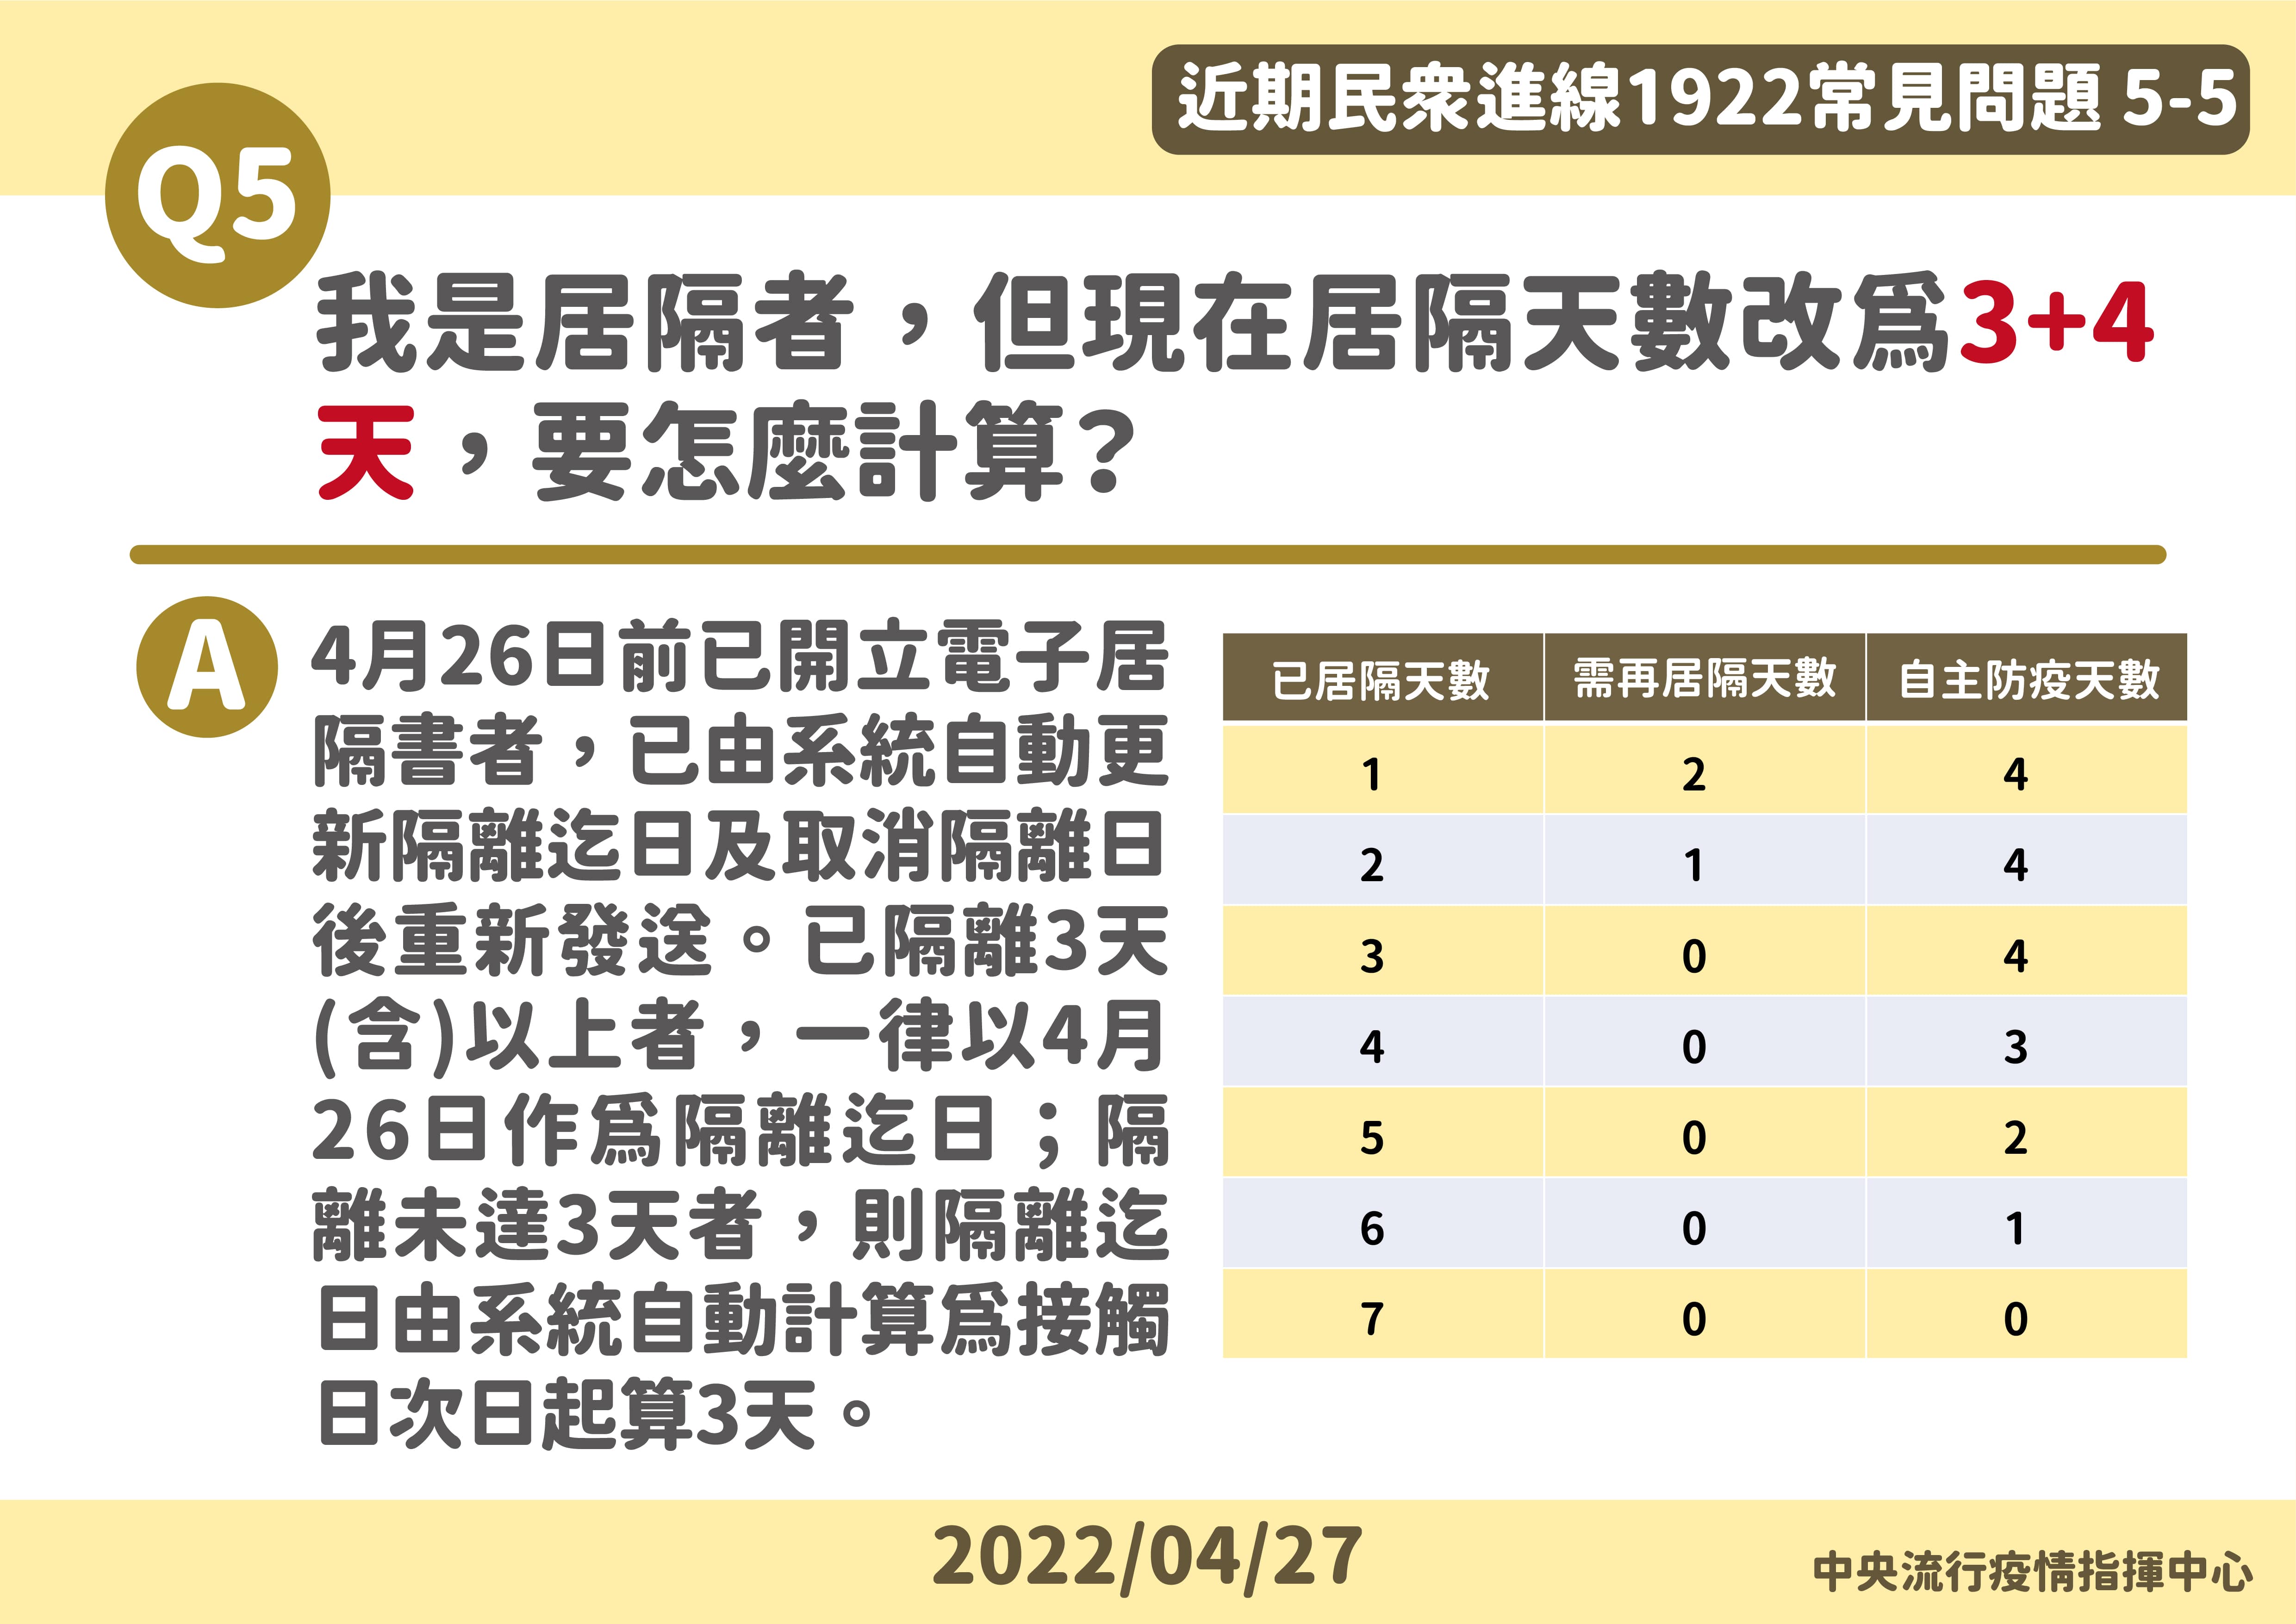 近期民眾進線1922常見問題 5-5
Q5
我是居隔者，但現在居隔天數改爲3+4
天，要怎麼計算？
A
4月26日前已開立電子居
隔書者，已由系統自動更
新隔離迄日及取消隔離日
後重新發送。已隔離3天
(含)以上者，一律以4月
26日作爲隔離迄日；隔
離未達3天者，則隔離迄
日由系統自動計算爲接觸
日次日起算3天。
已居隔天數 需再居隔天數 自主防疫天數
1 2 4
2 1 4
3 0 4
4 0 3
5 0 2
6 0 1
7 0 0
2022/04/27
中央流行疫情指揮中心